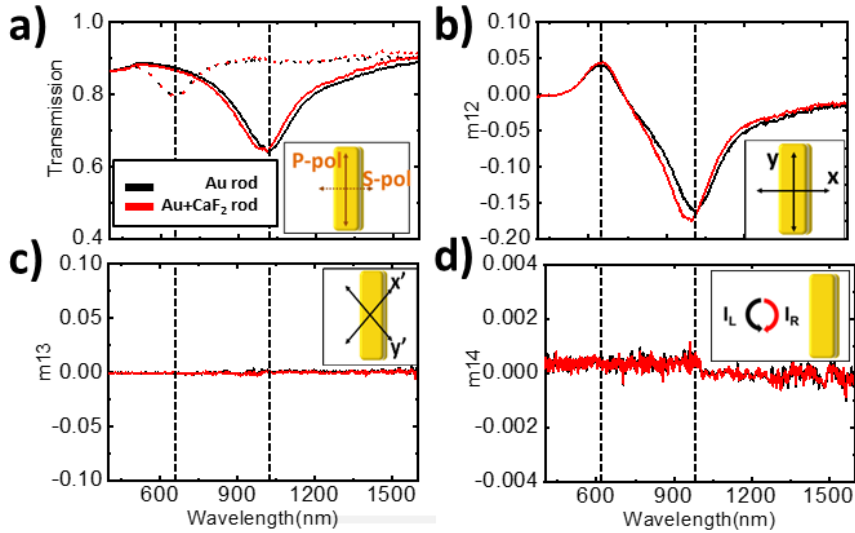 a)
1.0
0.8
0.6
0.4
Transmission
Au rod
Au+CaF₂ rod
P-pol
S-pol
b)
0.10
0.05
0.00
-0.05
-0.10
-0.15
-0.20
m12
y
x
c)
0.10
0.05
0.00
-0.05
-0.10
m13
x'
y'
600 900 1200 1500
Wavelength(nm)
d)
0.004
0.002
0.000
-0.002
-0.004
m14
I_L I_R
600 900 1200 1500
Wavelength(nm)